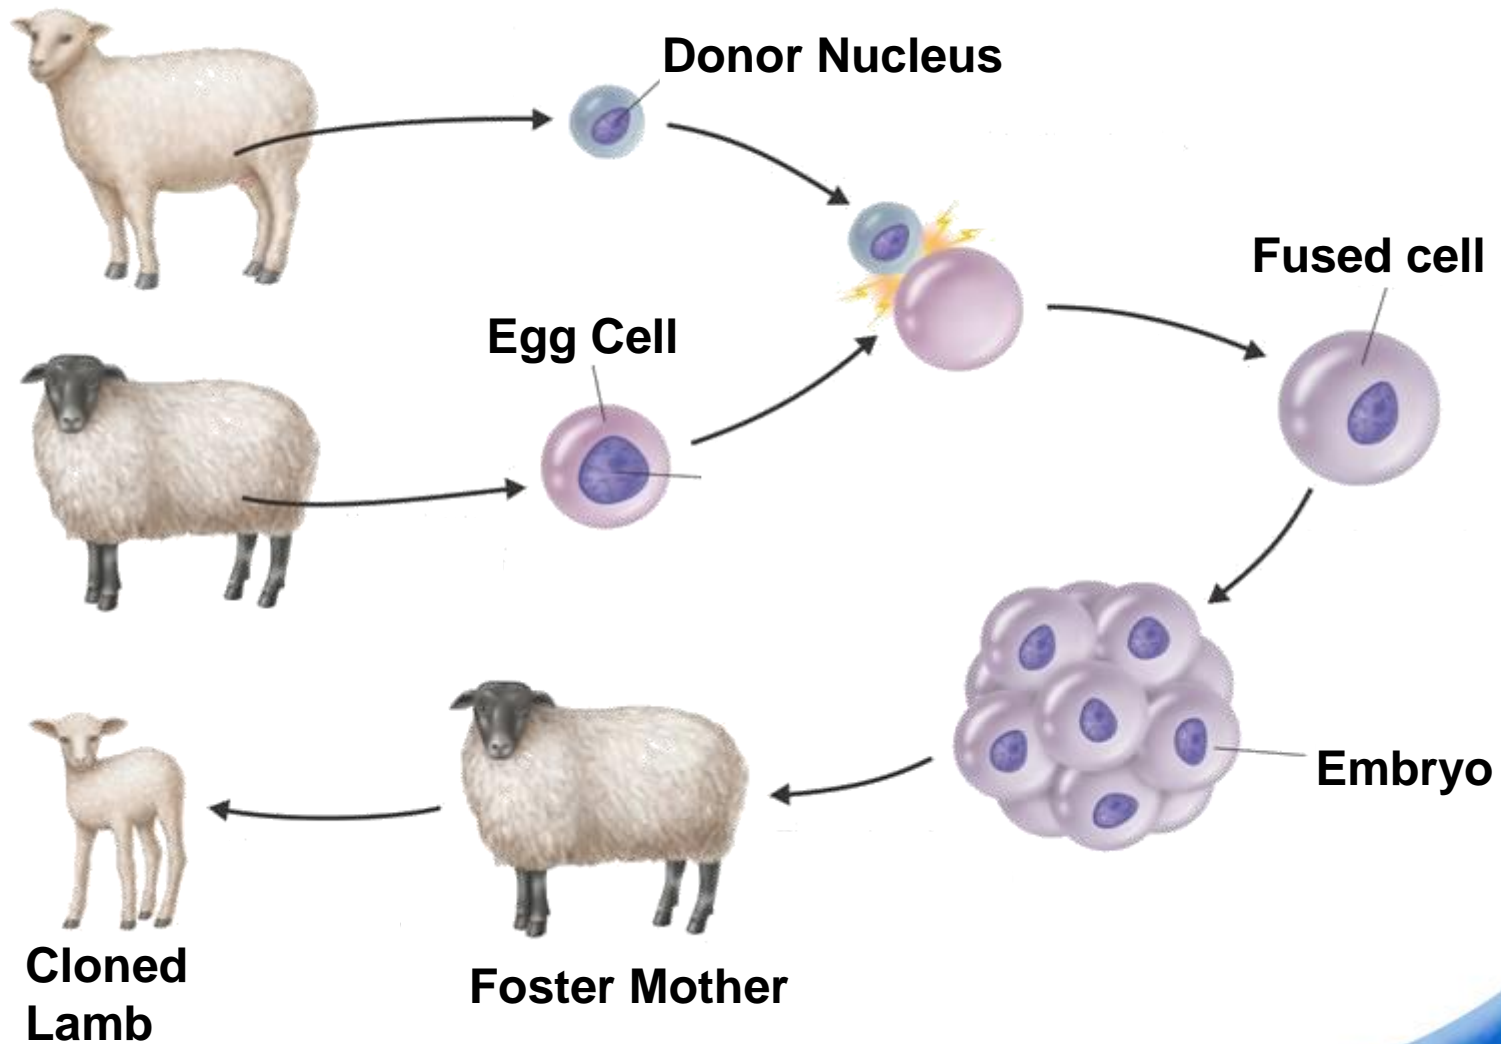 Donor Nucleus
Egg Cell
Fused cell
Embryo
Foster Mother
Cloned
Lamb